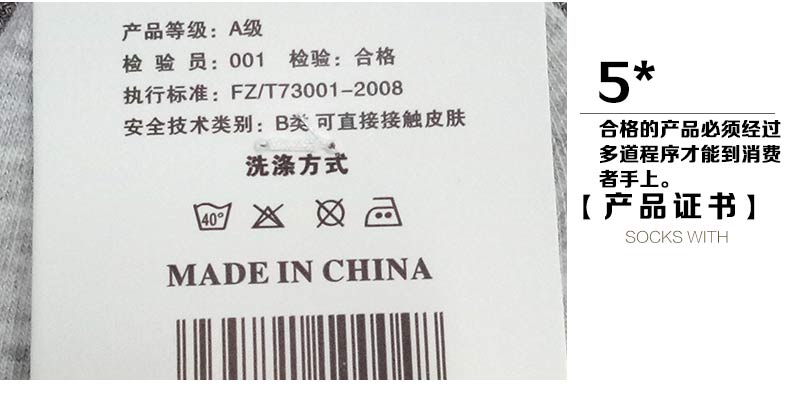 产品等级：A级
检 验 员：001 检验：合格
执行标准：FZ/T73001-2008
安全技术类别：B类 可直接接触皮肤
洗涤方式
40°
MADE IN CHINA
5*
合格的产品必须经过
多道程序才能到消费
者手上。
【产品证书】
SOCKS WITH